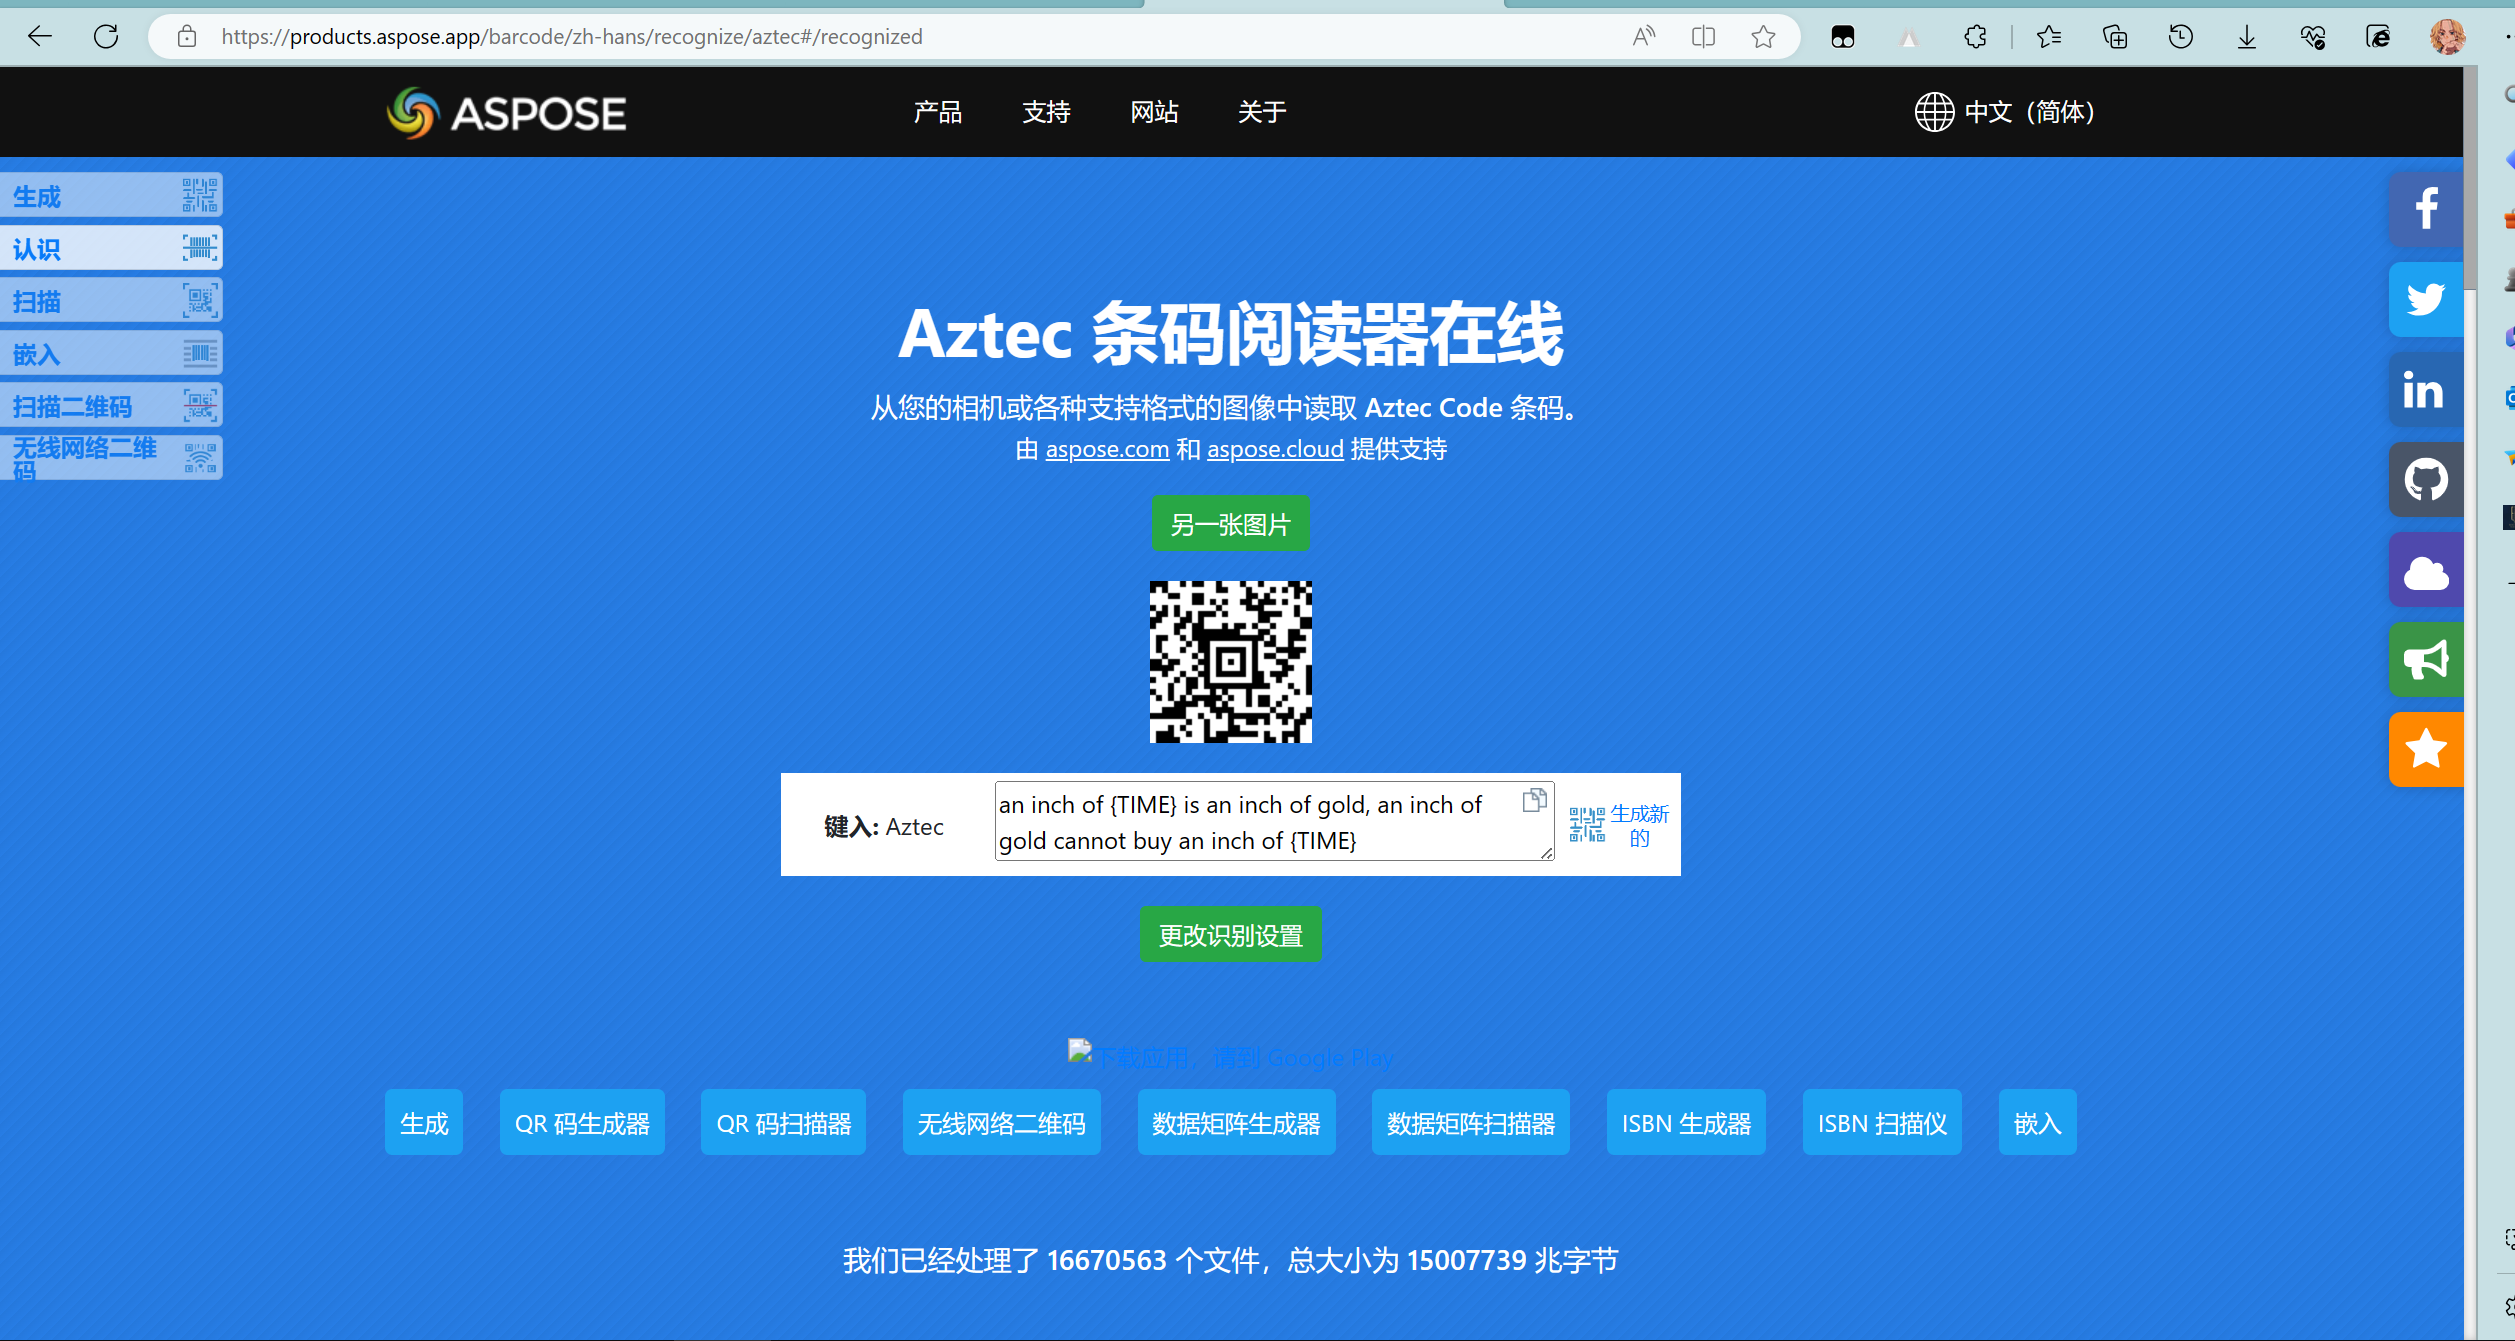 https://products.aspose.app/barcode/zh-hans/recognize/aztec#/recognized
ASPOSE
产品
支持
网站
关于
中文（简体）
生成
认识
扫描
嵌入
扫描二维码
无线网络二维
码
Aztec 条码阅读器在线
从您的相机或各种支持格式的图像中读取 Aztec Code 条码。
由 aspose.com 和 aspose.cloud 提供支持
另一张图片
键入: Aztec
an inch of {TIME} is an inch of gold, an inch of
gold cannot buy an inch of {TIME}
生成新
的
更改识别设置
下载应用，请到 Google Play
生成
QR 码生成器
QR 码扫描器
无线网络二维码
数据矩阵生成器
数据矩阵扫描器
ISBN 生成器
ISBN 扫描仪
嵌入
我们已经处理了 16670563 个文件，总大小为 15007739 兆字节